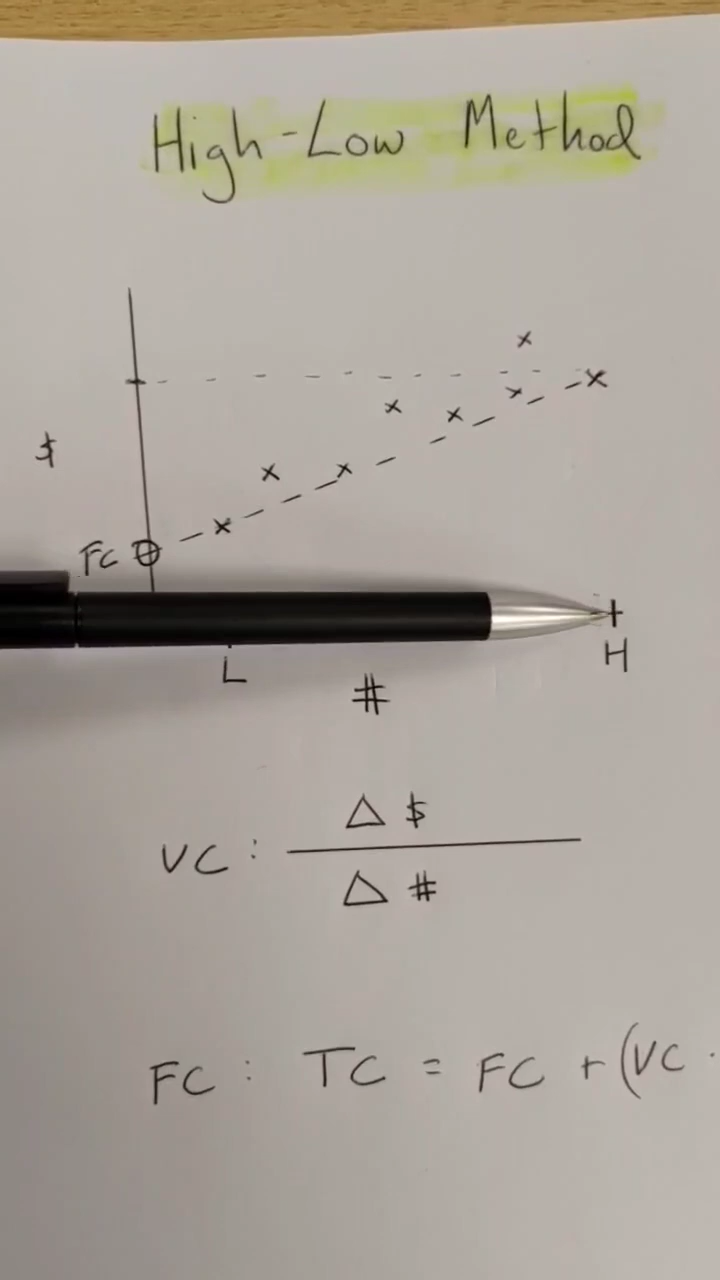 High-Low Method
$
FC
L
H
#
VC: Δ $
Δ #
FC: TC = FC + (VC ·